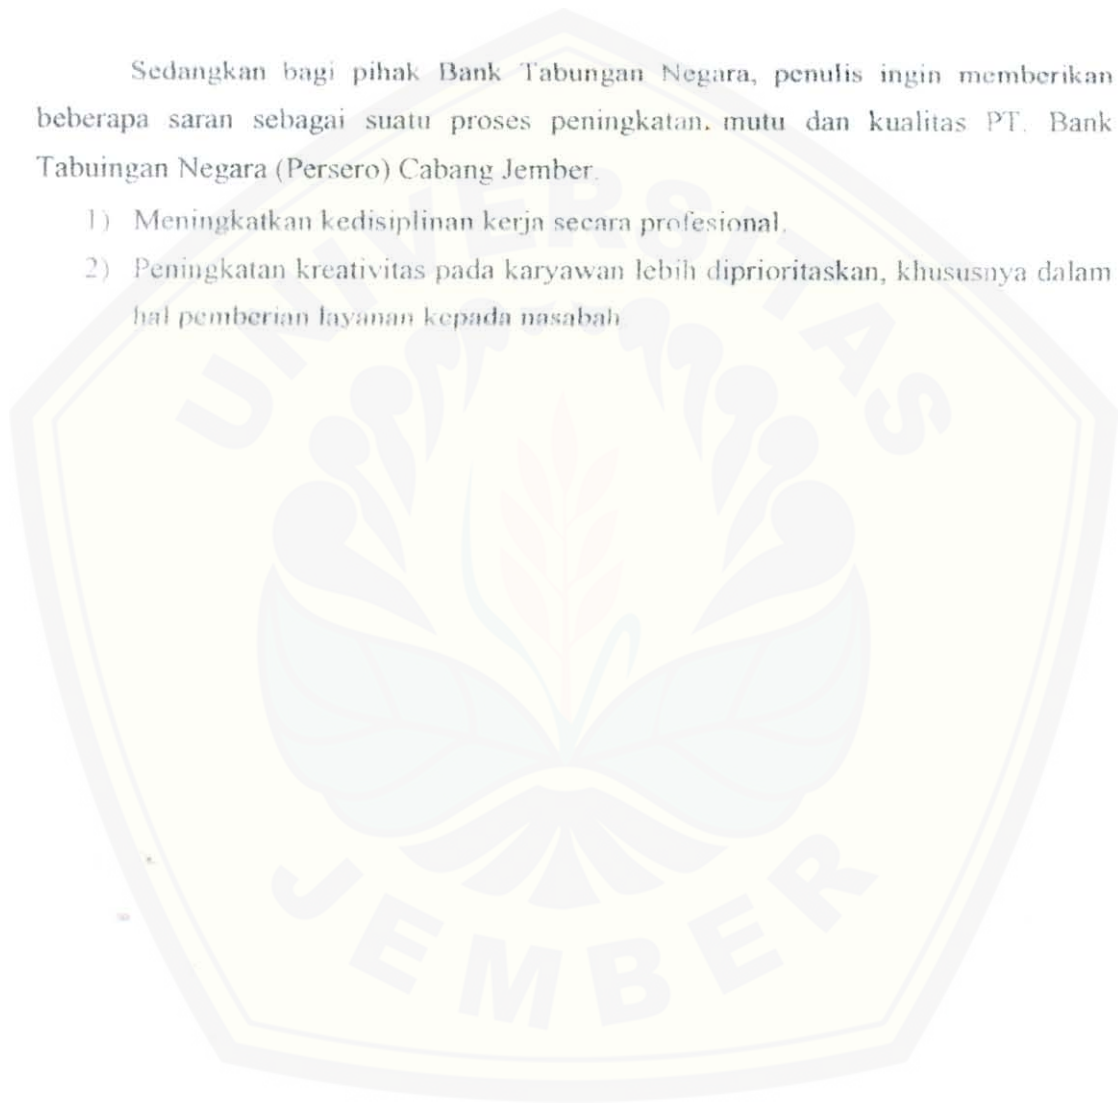 Sedangkan bagi pihak Bank Tabungan Negara, penulis ingin memberikan
beberapa saran sebagai suatu proses peningkatan. mutu dan kualitas PT. Bank
Tabuingan Negara (Persero) Cabang Jember.
1) Meningkatkan kedisiplinan kerja secara profesional.
2) Peningkatan kreativitas pada karyawan lebih diprioritaskan, khususnya dalam
hal pemberian layanan kepada nasabah
UNIVERSITAS
JEMBER